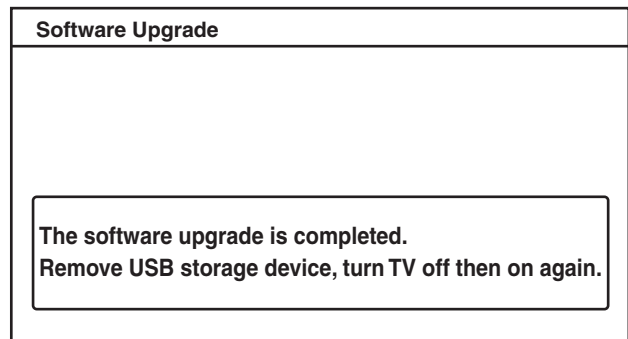 Software Upgrade
The software upgrade is completed.
Remove USB storage device, turn TV off then on again.